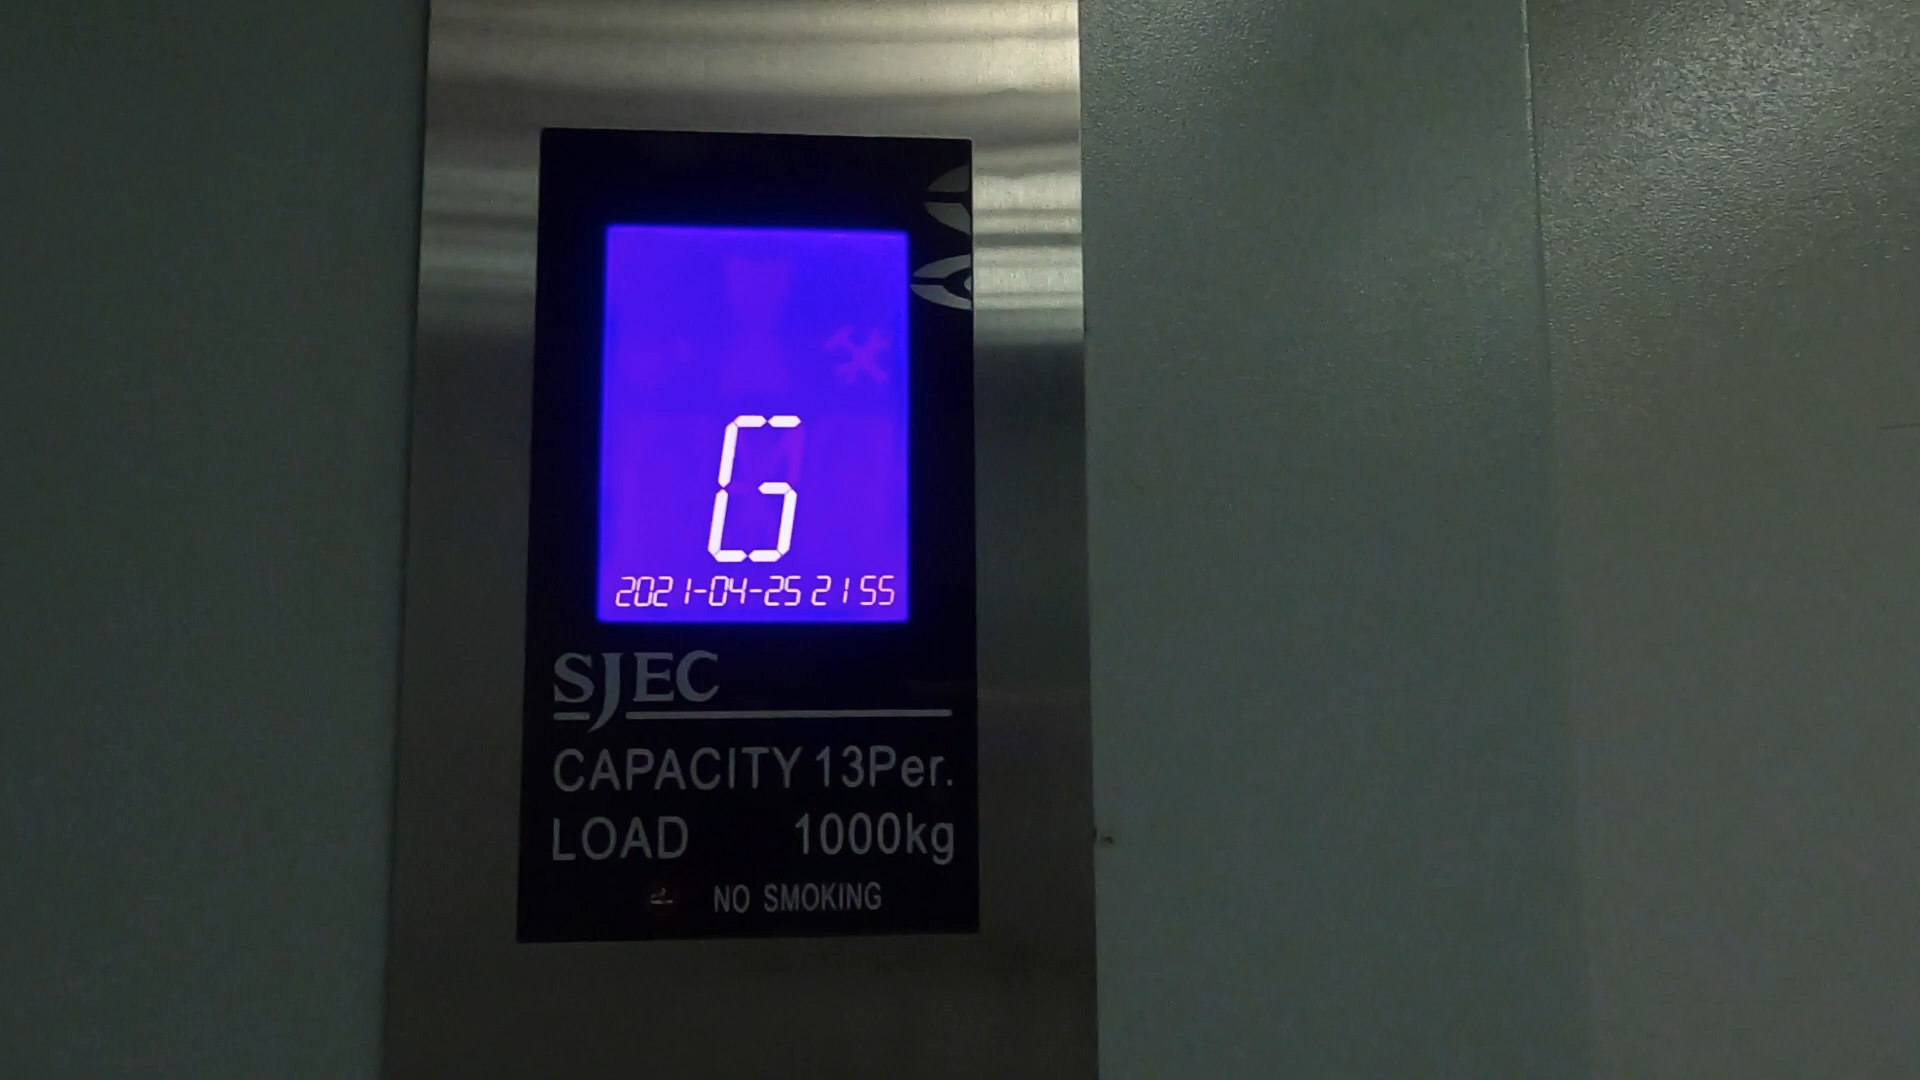 G
2021-04-25 21 55
SJEC
CAPACITY 13Per.
LOAD 1000kg
NO SMOKING